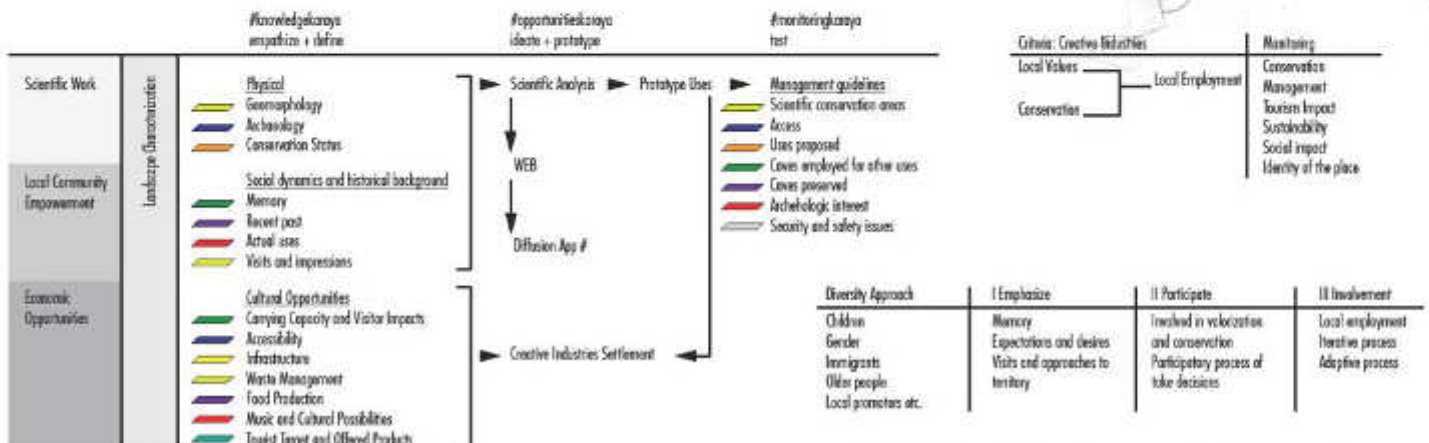 #knowledgekaraya
empathize + define
#opportunitieskaraya
ideate + prototype
#monitoringkaraya
test
Scientific Work
Local Community
Empowerment
Economic
Opportunities
Landscape Characterization
Physical
Geomorphology
Archaeology
Conservation Status
Social dynamics and historical background
Memory
Recent past
Actual uses
Visits and impressions
Cultural Opportunities
Carrying Capacity and Visitor Impacts
Accessibility
Infrastructure
Waste Management
Food Production
Music and Cultural Possibilities
Tourist Target and Offered Products
Scientific Analysis
Prototype Uses
WEB
Diffusion App #
Creative Industries Settlement
Management guidelines
Scientific conservation areas
Access
Uses proposed
Caves employed for other uses
Caves preserved
Archehologic interest
Security and safety issues
Criteria: Creative Industries
Monitoring
Local Values
Conservation
Local Employment
Conservation
Management
Tourism Impact
Sustainability
Social impact
Identity of the place
Diversity Approach
Children
Gender
Immigrants
Older people
Local promotors etc.
I Emphasize
Memory
Expectations and desires
Visits and approaches to
territory
II Participate
Involved in valorization
and conservation
Participatory process of
take decisions
III Involvement
Local employment
Iterative process
Adaptive process